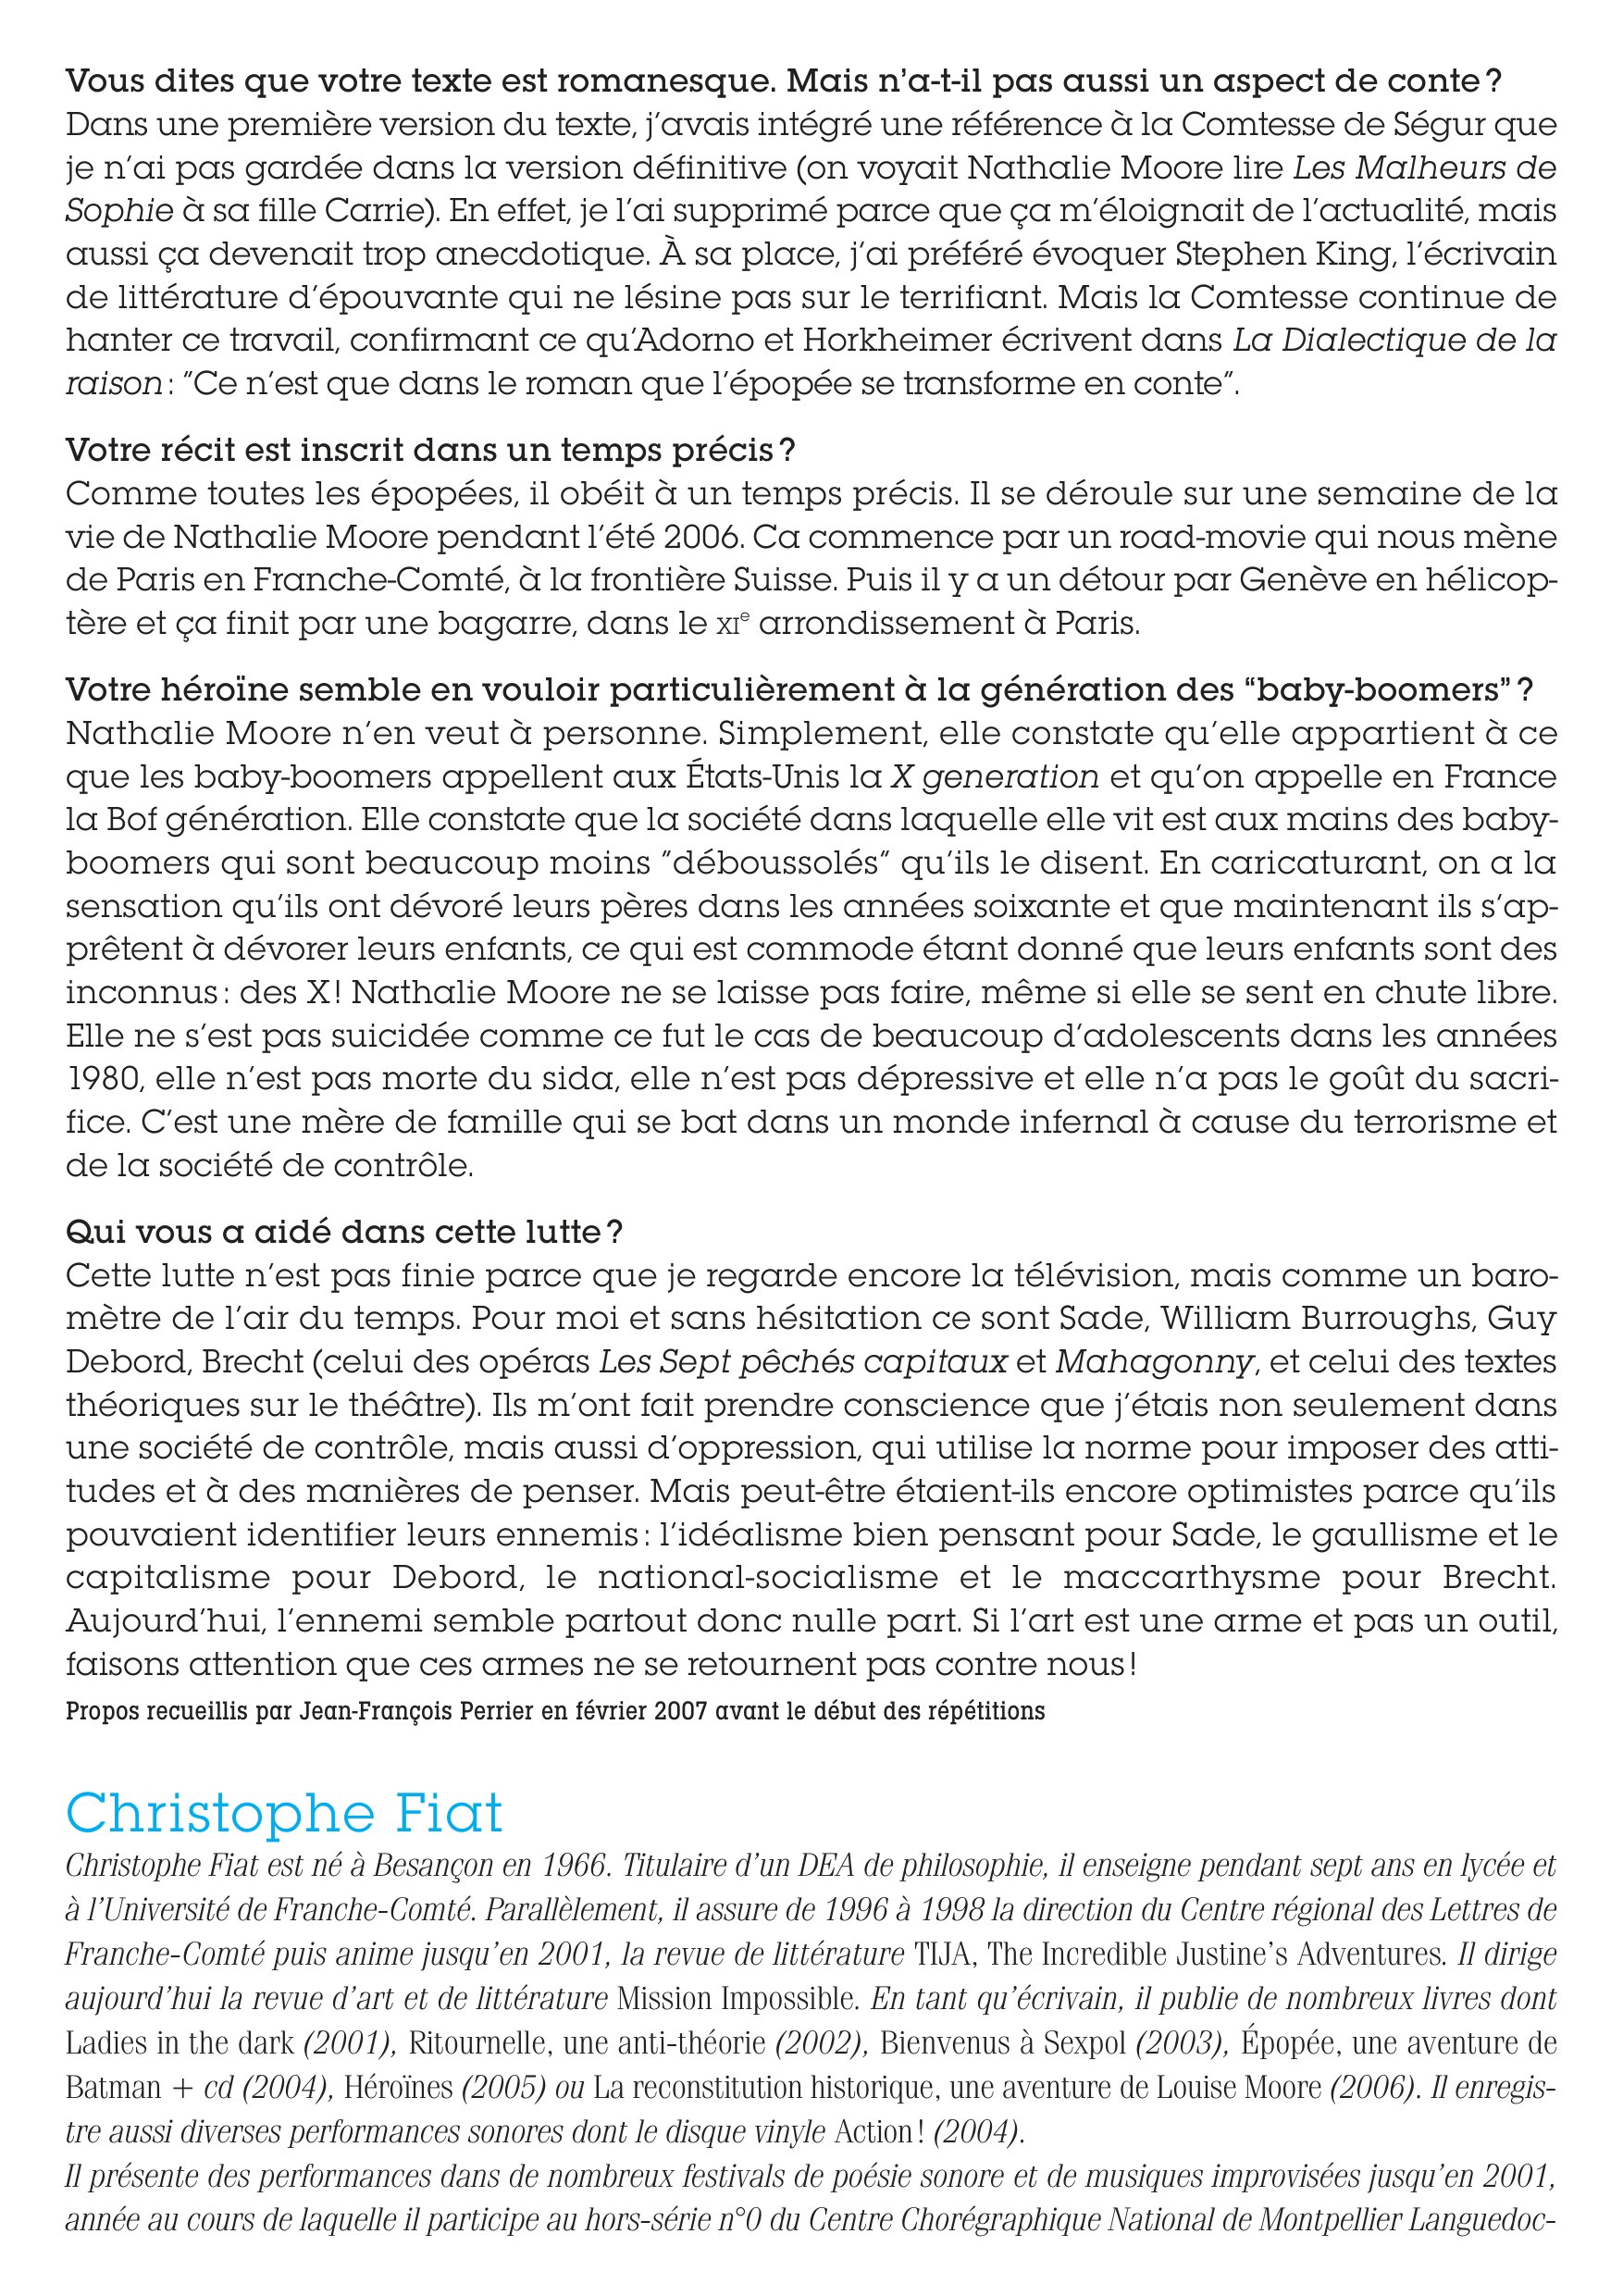 Vous dites que votre texte est romanesque. Mais n’a-t-il pas aussi un aspect de conte ?
Dans une première version du texte, j’avais intégré une référence à la Comtesse de Ségur que
je n’ai pas gardée dans la version définitive (on voyait Nathalie Moore lire Les Malheurs de
Sophie à sa fille Carrie). En effet, je l’ai supprimé parce que ça m’éloignait de l’actualité, mais
aussi ça devenait trop anecdotique. À sa place, j’ai préféré évoquer Stephen King, l’écrivain
de littérature d’épouvante qui ne lésine pas sur le terrifiant. Mais la Comtesse continue de
hanter ce travail, confirmant ce qu’Adorno et Horkheimer écrivent dans La Dialectique de la
raison : "Ce n’est que dans le roman que l’épopée se transforme en conte".
Votre récit est inscrit dans un temps précis ?
Comme toutes les épopées, il obéit à un temps précis. Il se déroule sur une semaine de la
vie de Nathalie Moore pendant l’été 2006. Ca commence par un road-movie qui nous mène
de Paris en Franche-Comté, à la frontière Suisse. Puis il y a un détour par Genève en hélicop-
tère et ça finit par une bagarre, dans le XIe arrondissement à Paris.
Votre héroïne semble en vouloir particulièrement à la génération des “baby-boomers” ?
Nathalie Moore n’en veut à personne. Simplement, elle constate qu’elle appartient à ce
que les baby-boomers appellent aux États-Unis la X generation et qu’on appelle en France
la Bof génération. Elle constate que la société dans laquelle elle vit est aux mains des baby-
boomers qui sont beaucoup moins "déboussolés" qu’ils le disent. En caricaturant, on a la
sensation qu’ils ont dévoré leurs pères dans les années soixante et que maintenant ils s’ap-
prêtent à dévorer leurs enfants, ce qui est commode étant donné que leurs enfants sont des
inconnus : des X ! Nathalie Moore ne se laisse pas faire, même si elle se sent en chute libre.
Elle ne s’est pas suicidée comme ce fut le cas de beaucoup d’adolescents dans les années
1980, elle n’est pas morte du sida, elle n’est pas dépressive et elle n’a pas le goût du sacri-
fice. C’est une mère de famille qui se bat dans un monde infernal à cause du terrorisme et
de la société de contrôle.
Qui vous a aidé dans cette lutte ?
Cette lutte n’est pas finie parce que je regarde encore la télévision, mais comme un baro-
mètre de l’air du temps. Pour moi et sans hésitation ce sont Sade, William Burroughs, Guy
Debord, Brecht (celui des opéras Les Sept pêchés capitaux et Mahagonny, et celui des textes
théoriques sur le théâtre). Ils m’ont fait prendre conscience que j’étais non seulement dans
une société de contrôle, mais aussi d’oppression, qui utilise la norme pour imposer des atti-
tudes et à des manières de penser. Mais peut-être étaient-ils encore optimistes parce qu’ils
pouvaient identifier leurs ennemis : l’idéalisme bien pensant pour Sade, le gaullisme et le
capitalisme pour Debord, le national-socialisme et le maccarthysme pour Brecht.
Aujourd’hui, l’ennemi semble partout donc nulle part. Si l’art est une arme et pas un outil,
faisons attention que ces armes ne se retournent pas contre nous !
Propos recueillis par Jean-François Perrier en février 2007 avant le début des répétitions
Christophe Fiat
Christophe Fiat est né à Besançon en 1966. Titulaire d’un DEA de philosophie, il enseigne pendant sept ans en lycée et
à l’Université de Franche-Comté. Parallèlement, il assure de 1996 à 1998 la direction du Centre régional des Lettres de
Franche-Comté puis anime jusqu’en 2001, la revue de littérature TIJA, The Incredible Justine’s Adventures. Il dirige
aujourd’hui la revue d’art et de littérature Mission Impossible. En tant qu’écrivain, il publie de nombreux livres dont
Ladies in the dark (2001), Ritournelle, une anti-théorie (2002), Bienvenus à Sexpol (2003), Épopée, une aventure de
Batman + cd (2004), Héroïnes (2005) ou La reconstitution historique, une aventure de Louise Moore (2006). Il enregis-
tre aussi diverses performances sonores dont le disque vinyle Action ! (2004).
Il présente des performances dans de nombreux festivals de poésie sonore et de musiques improvisées jusqu’en 2001,
année au cours de laquelle il participe au hors-série n°0 du Centre Chorégraphique National de Montpellier Languedoc-